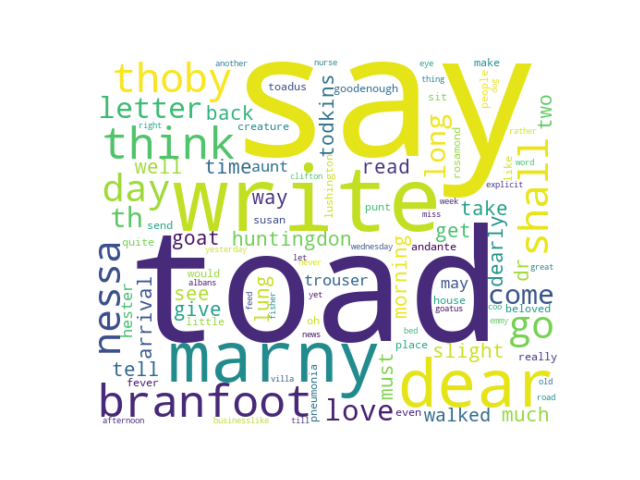 another
nurse
eye
make
thoby
say
toadus
goodenough
thing
people
dog
letter
back
todkins
sit
two
right
creature
long
rather
think
lushington
rosamond
like
word
well
time
aunt
read
shall
day
write
clifton
explicit
way
punt
miss
week
take
th
send
susan
dearly
quite
goat
huntingdon
wednesday
get
andante
dr
great
nessa
yesterday
let
toad
morning
hester
arrival
see
would
albans
never
trouser
may
house
goatus
come
beloved
give
lung
feed
fisher
yet
oh
news
little
coo
emmy
go
marny
bed
place
slight
really
tell
fever
villa
pneumonia
must
dear
old
road
branfoot
love
even
walked
much
afternoon
businesslike
till